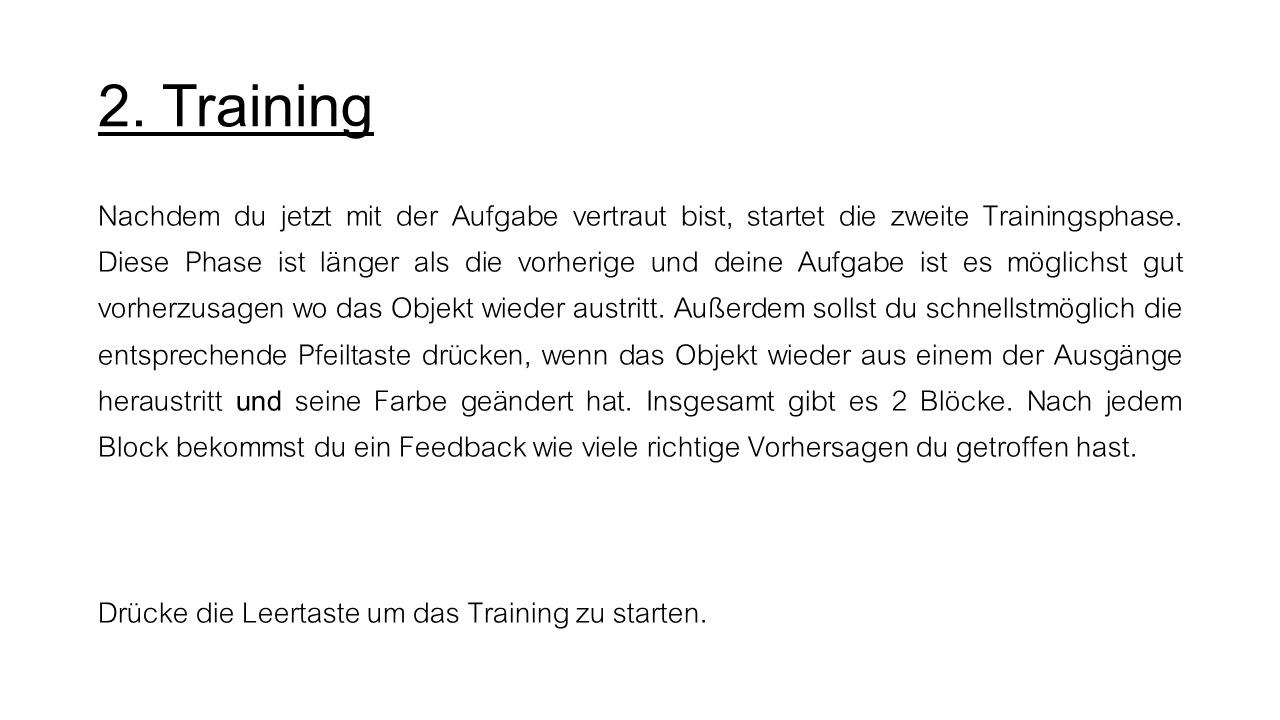 2. Training
Nachdem du jetzt mit der Aufgabe vertraut bist, startet die zweite Trainingsphase.
Diese Phase ist länger als die vorherige und deine Aufgabe ist es möglichst gut
vorherzusagen wo das Objekt wieder austritt. Außerdem sollst du schnellstmöglich die
entsprechende Pfeiltaste drücken, wenn das Objekt wieder aus einem der Ausgänge
heraustritt und seine Farbe geändert hat. Insgesamt gibt es 2 Blöcke. Nach jedem
Block bekommst du ein Feedback wie viele richtige Vorhersagen du getroffen hast.
Drücke die Leertaste um das Training zu starten.